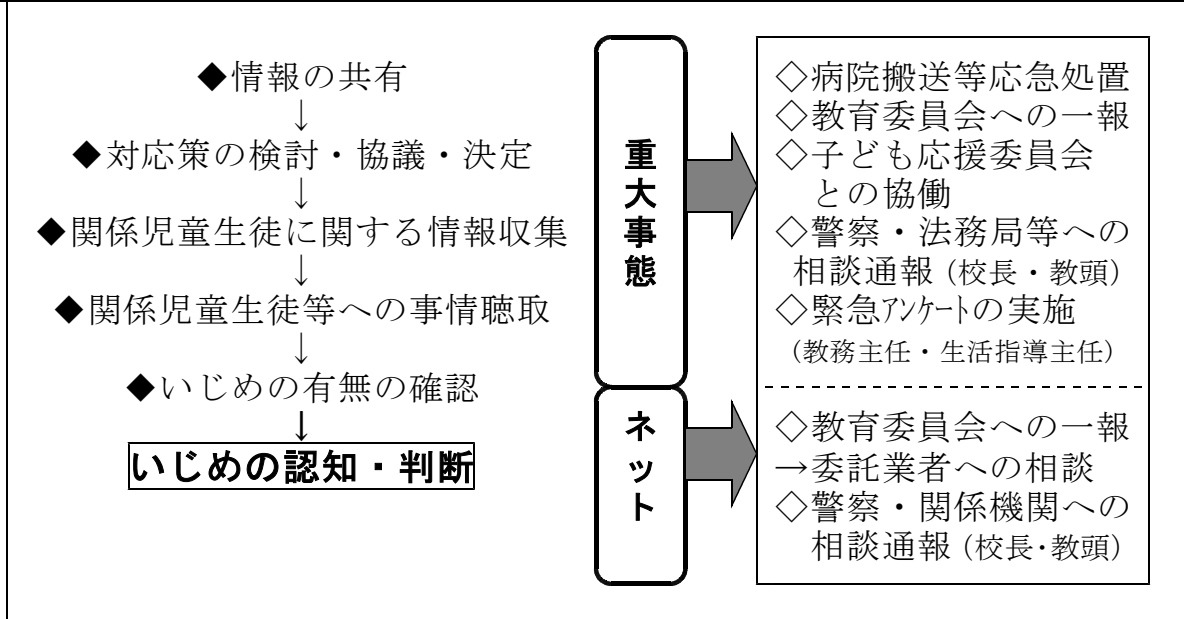 ◆情報の共有
↓
◆対応策の検討・協議・決定
↓
◆関係児童生徒に関する情報収集
↓
◆関係児童生徒等への事情聴取
↓
◆いじめの有無の確認
↓
いじめの認知・判断
重大事態
◇病院搬送等応急処置
◇教育委員会への一報
◇子ども応援委員会
との協働
◇警察・法務局等への
相談通報（校長・教頭）
◇緊急ｱﾝｹｰﾄの実施
（教務主任・生活指導主任）
ネット
◇教育委員会への一報
→委託業者への相談
◇警察・関係機関への
相談通報（校長・教頭）